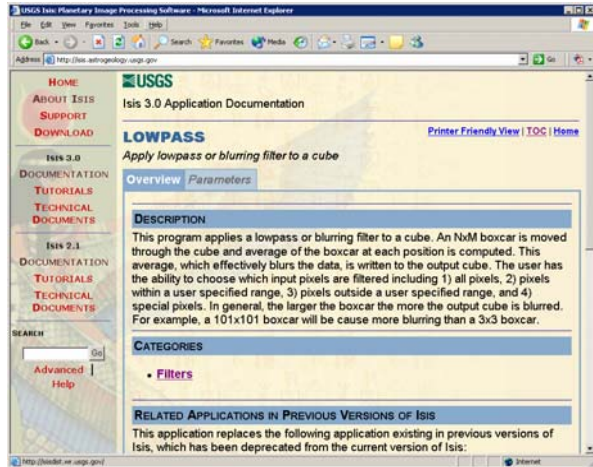 USGS Isis: Planetary Image Processing Software - Microsoft Internet Explorer
File Edit View Favorites Tools Help
Back Search Favorites Media
Address http://isis.astrogeology.usgs.gov Go
HOME
ABOUT ISIS
SUPPORT
DOWNLOAD
ISIS 3.0
DOCUMENTATION
TUTORIALS
TECHNICAL
DOCUMENTS
ISIS 2.1
DOCUMENTATION
TUTORIALS
TECHNICAL
DOCUMENTS
SEARCH
Go
Advanced |
Help
USGS
Isis 3.0 Application Documentation
LOWPASS
Printer Friendly View | TOC | Home
Apply lowpass or blurring filter to a cube
Overview Parameters
DESCRIPTION
This program applies a lowpass or blurring filter to a cube. An NxM boxcar is moved
through the cube and average of the boxcar at each position is computed. This
average, which effectively blurs the data, is written to the output cube. The user has
the ability to choose which input pixels are filtered including 1) all pixels, 2) pixels
within a user specified range, 3) pixels outside a user specified range, and 4)
special pixels. In general, the larger the boxcar the more the output cube is blurred.
For example, a 101x101 boxcar will be cause more blurring than a 3x3 boxcar.
CATEGORIES
• Filters
RELATED APPLICATIONS IN PREVIOUS VERSIONS OF ISIS
This application replaces the following application existing in previous versions of
Isis, which has been deprecated from the current version of Isis:
http://isisdist.wr.usgs.gov/ Internet